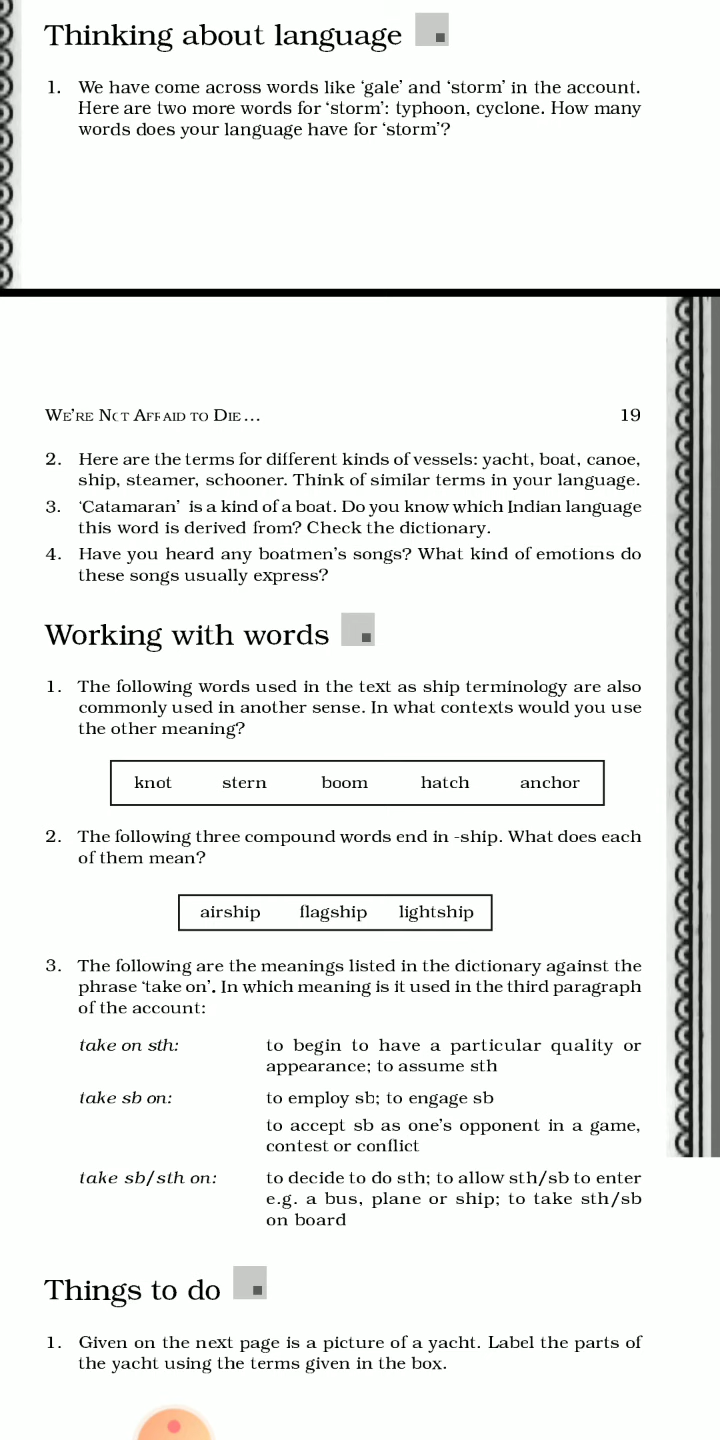 Thinking about language
1. We have come across words like ‘gale’ and ‘storm’ in the account.
Here are two more words for ‘storm’: typhoon, cyclone. How many
words does your language have for ‘storm’?
WE’RE NOT AFRAID TO DIE... 19
2. Here are the terms for different kinds of vessels: yacht, boat, canoe,
ship, steamer, schooner. Think of similar terms in your language.
3. ‘Catamaran’ is a kind of a boat. Do you know which Indian language
this word is derived from? Check the dictionary.
4. Have you heard any boatmen’s songs? What kind of emotions do
these songs usually express?
Working with words
1. The following words used in the text as ship terminology are also
commonly used in another sense. In what contexts would you use
the other meaning?
knot stern boom hatch anchor
2. The following three compound words end in -ship. What does each
of them mean?
airship flagship lightship
3. The following are the meanings listed in the dictionary against the
phrase ‘take on’. In which meaning is it used in the third paragraph
of the account:
take on sth: to begin to have a particular quality or
appearance; to assume sth
take sb on: to employ sb; to engage sb
to accept sb as one’s opponent in a game,
contest or conflict
take sb/sth on: to decide to do sth; to allow sth/sb to enter
e.g. a bus, plane or ship; to take sth/sb
on board
Things to do
1. Given on the next page is a picture of a yacht. Label the parts of
the yacht using the terms given in the box.